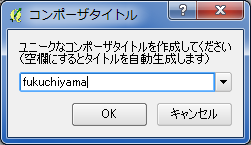 コンポーザタイトル
ユニークなコンポーザタイトルを作成してください
(空欄にするとタイトルを自動生成します)
fukuchiyama
OK
キャンセル